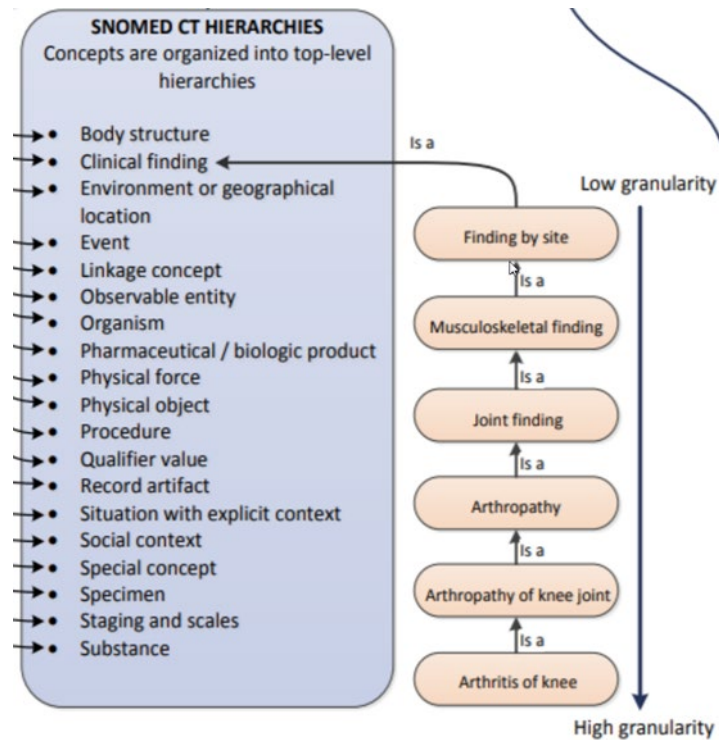 SNOMED CT HIERARCHIES
Concepts are organized into top-level
hierarchies
• Body structure
• Clinical finding
• Environment or geographical
location
• Event
• Linkage concept
• Observable entity
• Organism
• Pharmaceutical / biologic product
• Physical force
• Physical object
• Procedure
• Qualifier value
• Record artifact
• Situation with explicit context
• Social context
• Special concept
• Specimen
• Staging and scales
• Substance
Is a
Low granularity
Finding by site
Is a
Musculoskeletal finding
Is a
Joint finding
Is a
Arthropathy
Is a
Arthropathy of knee joint
Is a
Arthritis of knee
High granularity